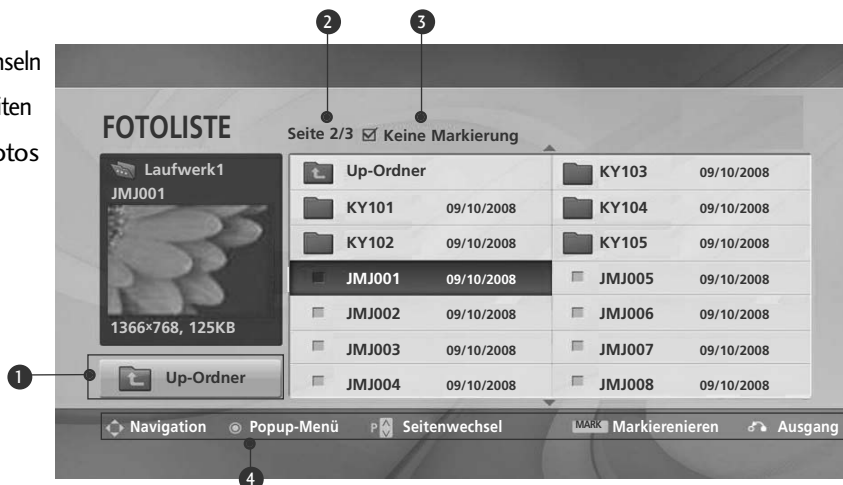 2 3
FOTOLISTE Seite 2/3 Keine Markierung
Laufwerk1
JMJ001
1366×768, 125KB
1 Up-Ordner
Up-Ordner KY103 09/10/2008
KY101 09/10/2008 KY104 09/10/2008
KY102 09/10/2008 KY105 09/10/2008
JMJ001 09/10/2008 JMJ005 09/10/2008
JMJ002 09/10/2008 JMJ006 09/10/2008
JMJ003 09/10/2008 JMJ007 09/10/2008
JMJ004 09/10/2008 JMJ008 09/10/2008
Navigation Popup-Menü P Seitenwechsel MARK Markierenieren Ausgang
4